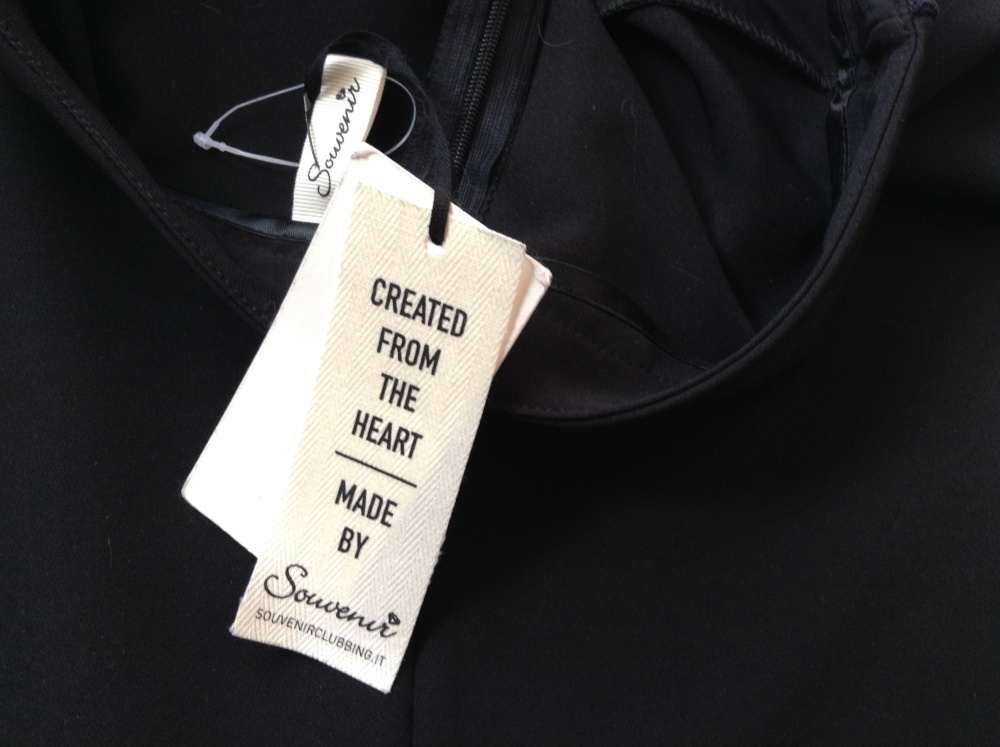 Souvenir
CREATED
FROM
THE
HEART
MADE
BY
Souvenir
SOUVENIRCLUBBING.IT